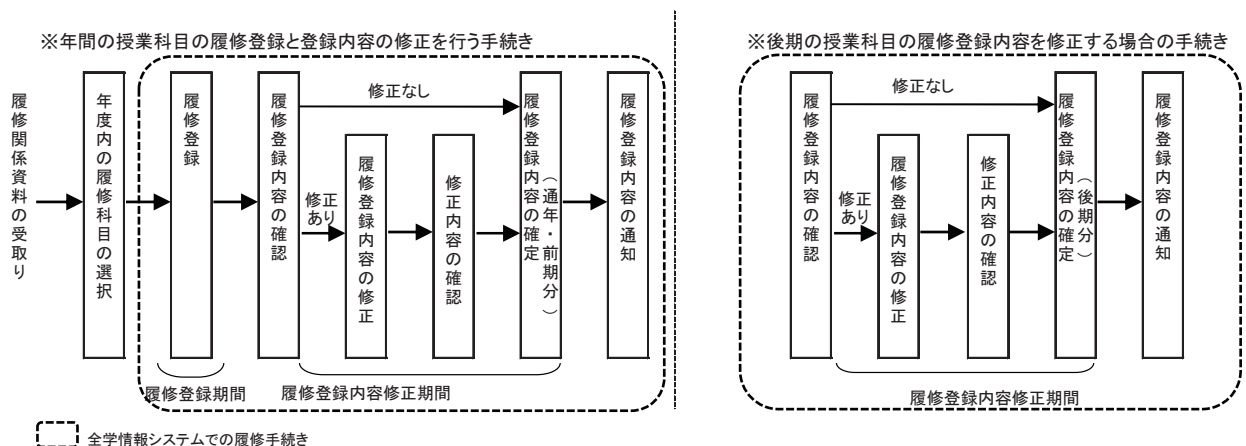 ※年間の授業科目の履修登録と登録内容の修正を行う手続き
履修関係資料の受取り
年度内の履修科目の選択
履修登録
履修登録内容の確認
修正なし
修正
あり
履修登録内容の修正
修正内容の確認
履修登録内容の確定
（通年・前期分）
履修登録内容の通知
履修登録期間
履修登録内容修正期間
※後期の授業科目の履修登録内容を修正する場合の手続き
履修登録内容の確認
修正なし
修正
あり
履修登録内容の修正
修正内容の確認
履修登録内容の確定
（後期分）
履修登録内容の通知
履修登録内容修正期間
全学情報システムでの履修手続き